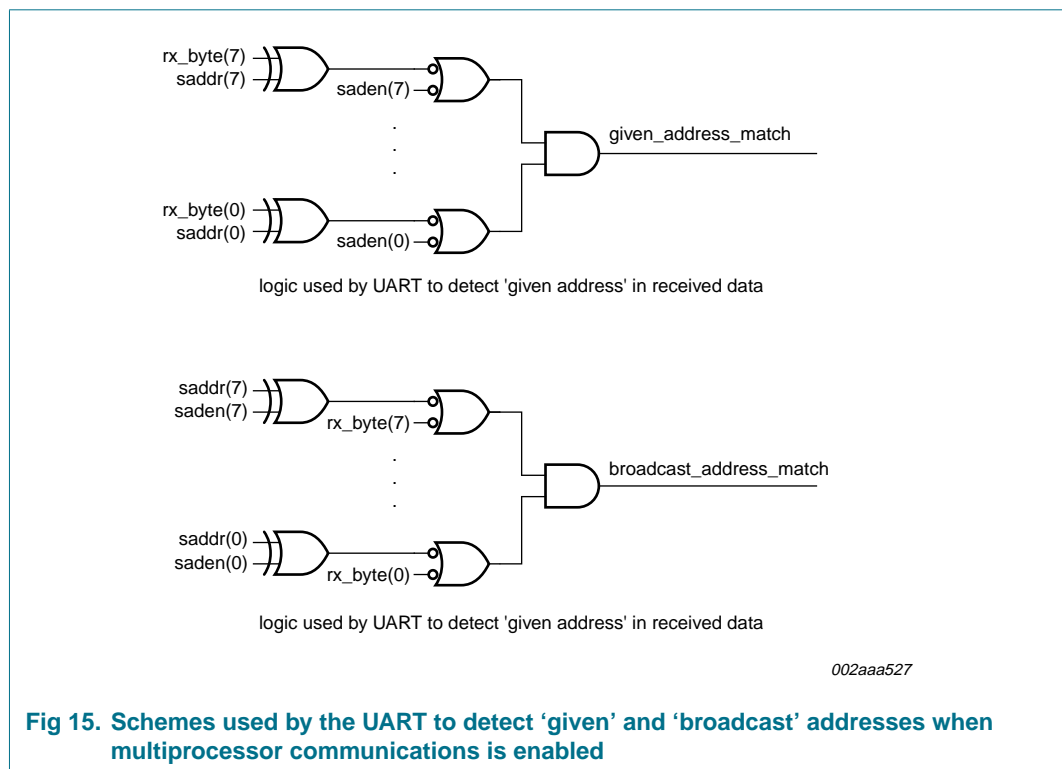 rx_byte(7)
saddr(7)
saden(7)
.
.
.
given_address_match
rx_byte(0)
saddr(0)
saden(0)
logic used by UART to detect 'given address' in received data
saddr(7)
saden(7)
rx_byte(7)
.
.
.
broadcast_address_match
saddr(0)
saden(0)
rx_byte(0)
logic used by UART to detect 'given address' in received data
002aaa527
Fig 15. Schemes used by the UART to detect ‘given’ and ‘broadcast’ addresses when
multiprocessor communications is enabled